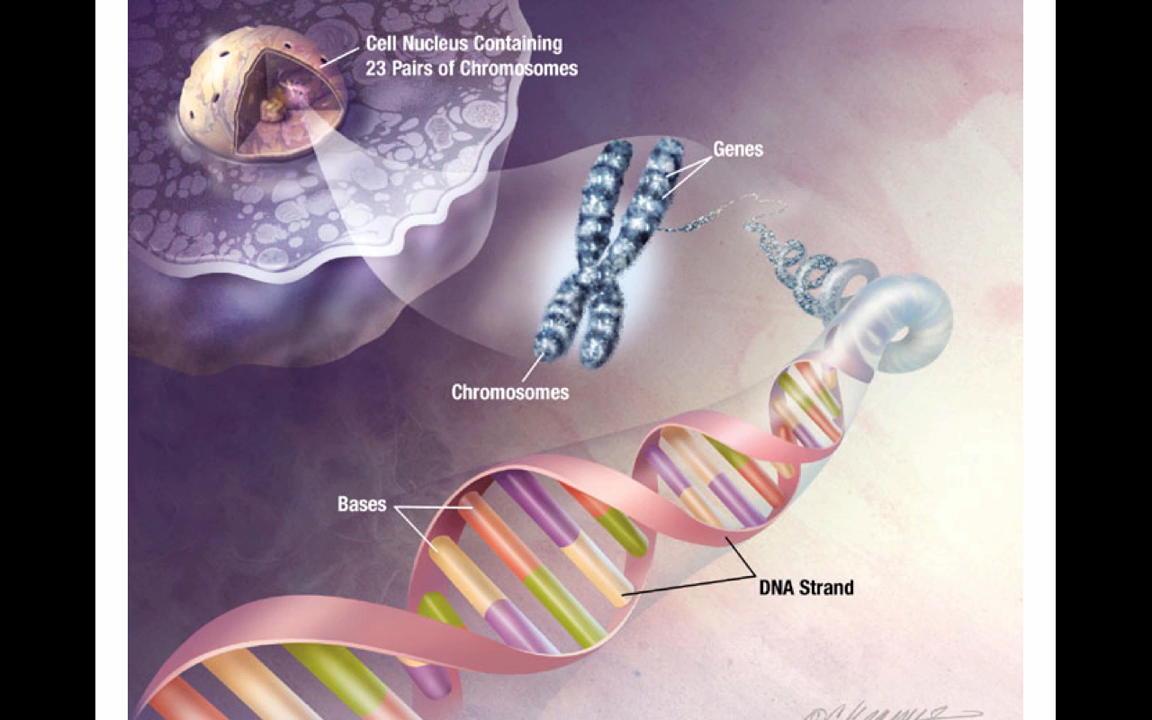 Cell Nucleus Containing
23 Pairs of Chromosomes
Genes
Chromosomes
Bases
DNA Strand